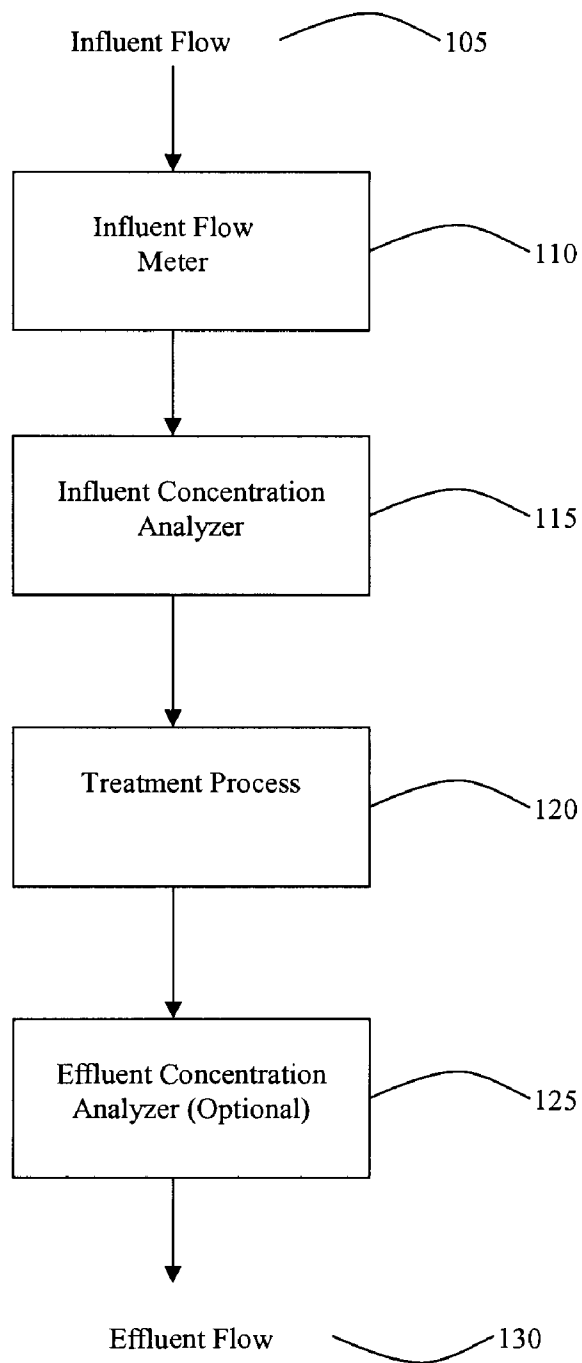 Influent Flow
105
Influent Flow
Meter
110
Influent Concentration
Analyzer
115
Treatment Process
120
Effluent Concentration
Analyzer (Optional)
125
Effluent Flow
130